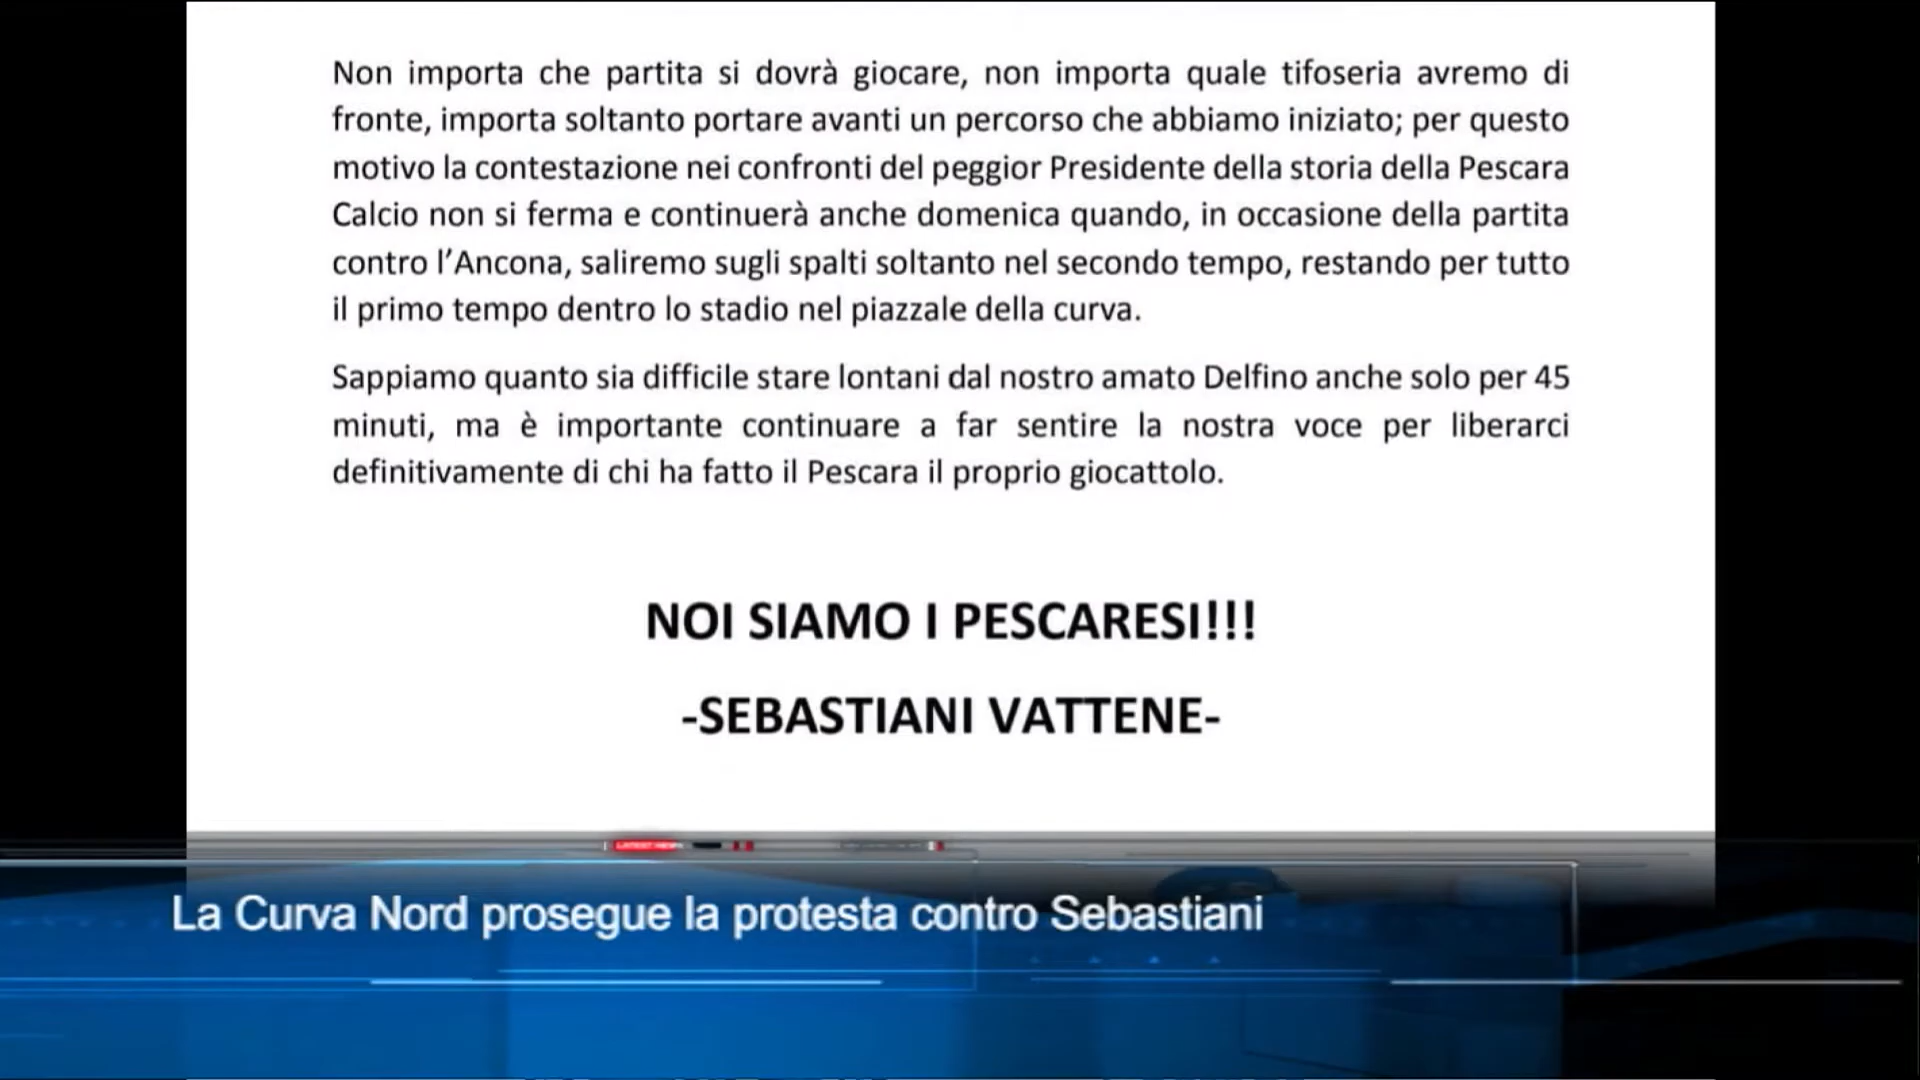 Non importa che partita si dovrà giocare, non importa quale tifoseria avremo di
fronte, importa soltanto portare avanti un percorso che abbiamo iniziato; per questo
motivo la contestazione nei confronti del peggior Presidente della storia della Pescara
Calcio non si ferma e continuerà anche domenica quando, in occasione della partita
contro l’Ancona, saliremo sugli spalti soltanto nel secondo tempo, restando per tutto
il primo tempo dentro lo stadio nel piazzale della curva.
Sappiamo quanto sia difficile stare lontani dal nostro amato Delfino anche solo per 45
minuti, ma è importante continuare a far sentire la nostra voce per liberarci
definitivamente di chi ha fatto il Pescara il proprio giocattolo.
NOI SIAMO I PESCARESI!!!
-SEBASTIANI VATTENE-
LATEST NEWS
La Curva Nord prosegue la protesta contro Sebastiani